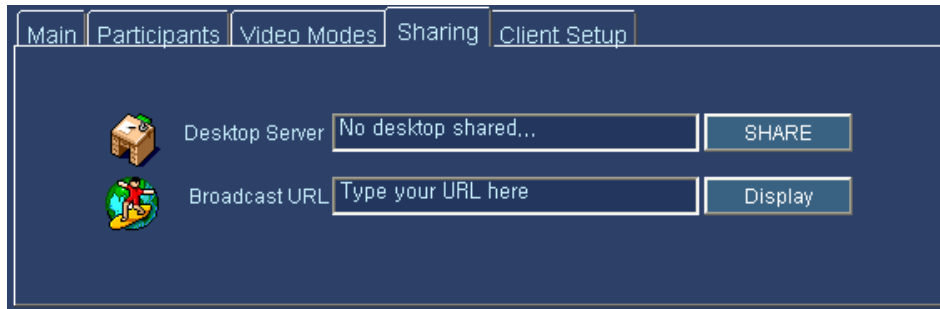 Main Participants Video Modes Sharing Client Setup
Desktop Server No desktop shared... SHARE
Broadcast URL Type your URL here Display